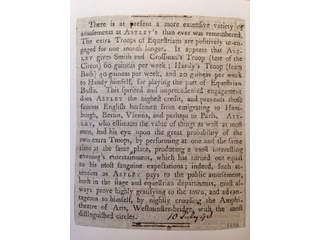 There is at present a more extensive variety of
amusements at ASTLEY's than ever was remembered.
The extra Troops of Equestrians are positively
engaged for one month longer. It appears that AST-
LEY gives Smith and Crossman's Troop (late of the
Circus) 60 guineas per week; Handy's Troop (from
Bath) 40 guineas per week, and 20 guineas per week
to Handy himself, for playing the part of Equestrian
Buffo. This spirited and unprecedented engagement
does ASTLEY the highest credit, and prevents those
famous English horsemen from emigrating to Ham-
burgh, Berlin, Vienna, and perhaps to Paris. AST-
LEY, who estimates the value of things as well as most
men, had his eye upon the great probability of the
two extra Troops, by performing at one and the same
time at the same place, producing a most interesting
evening's entertainment, which has turned out equal
to his most sanguine expectations; indeed, such at-
tention as ASTLEY pays to the public amusement,
both in the stage and equestrian departments, must al-
ways prove highly gratifying to the town, and advan-
tageous to himself, by nightly crouding the Amphi-
theatre of Arts, Westminster-bridge, with the most
distinguished circles. 10 July